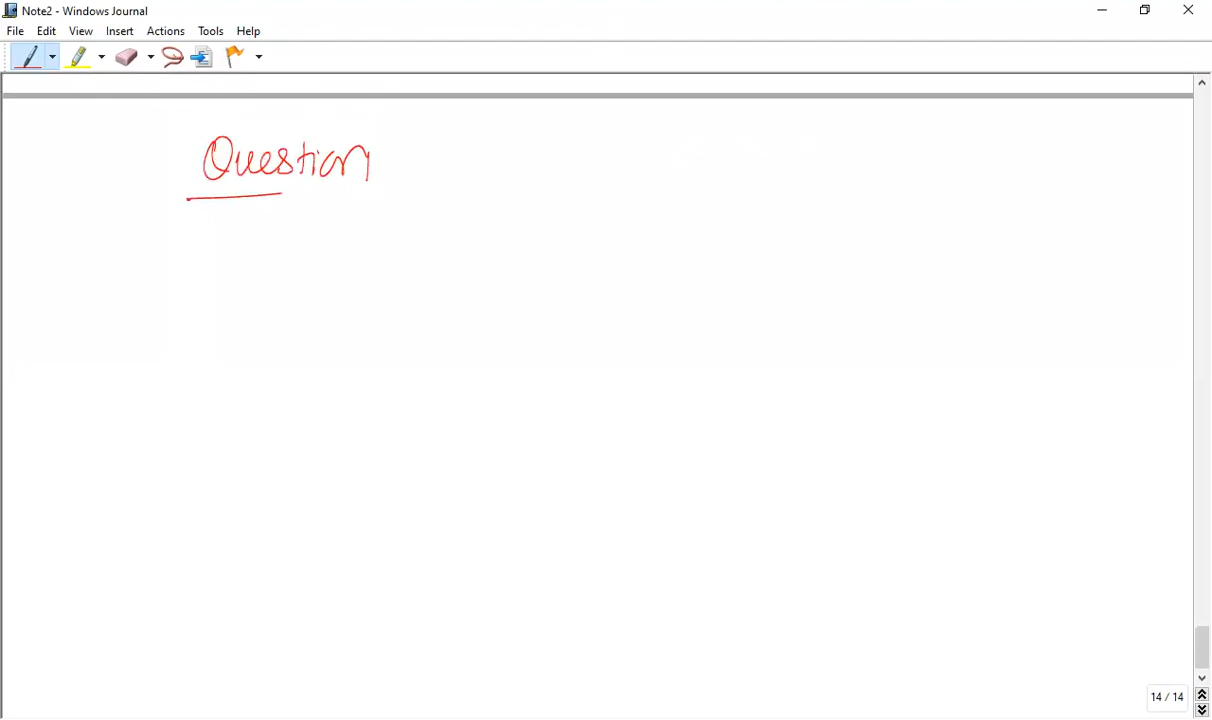 Note2 - Windows Journal
File Edit View Insert Actions Tools Help
Question
14 / 14